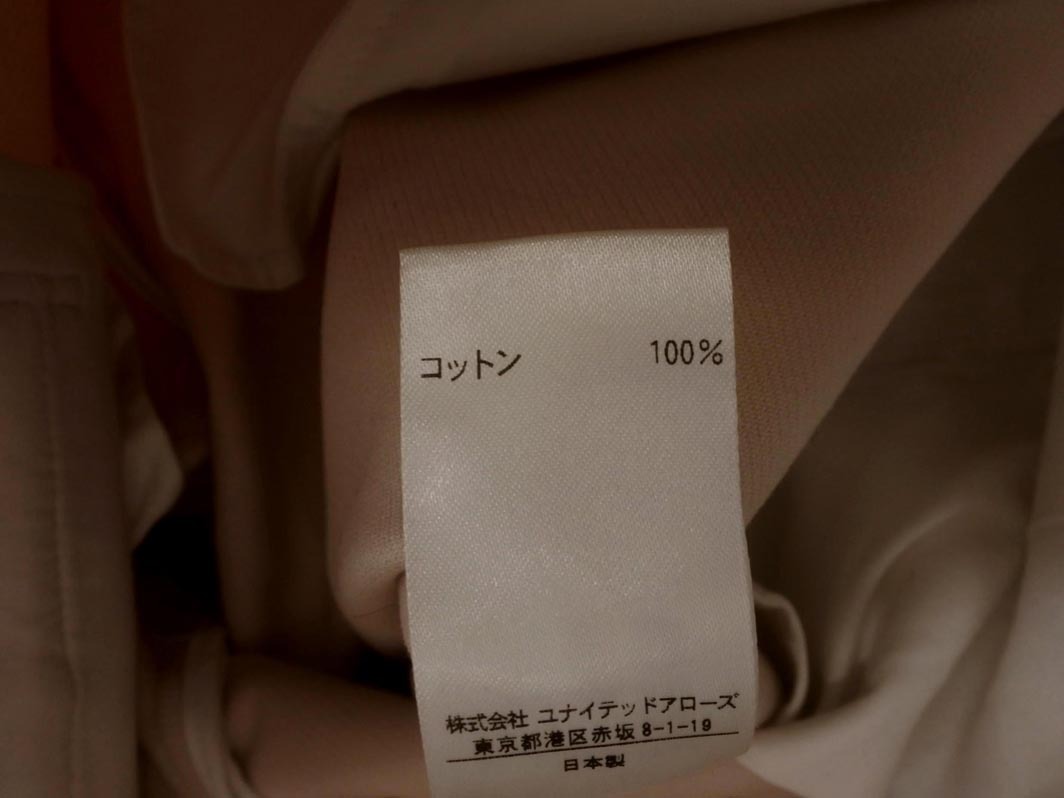 コットン 100%
株式会社 ユナイテッドアローズ
東京都港区赤坂8-1-19
日本製